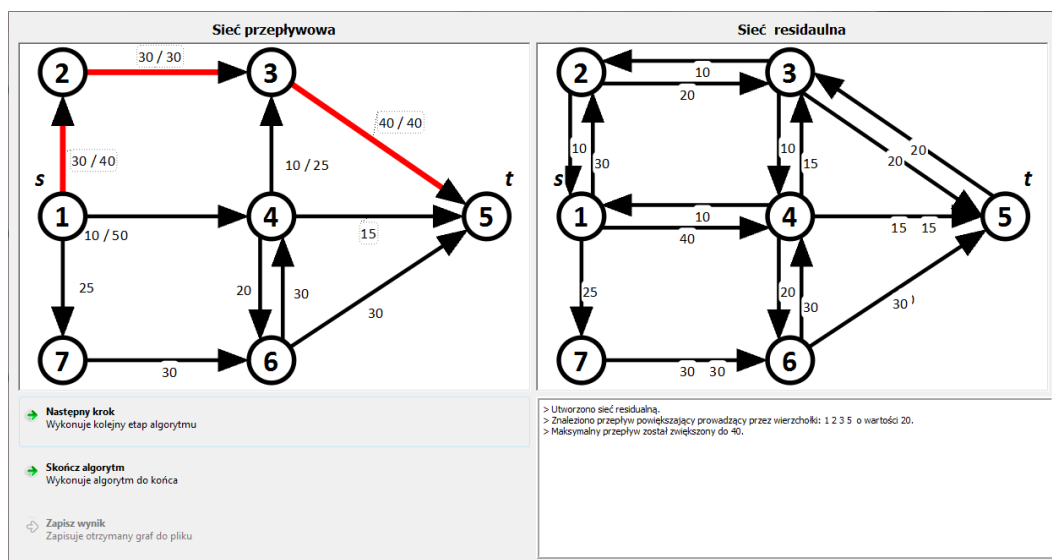 Sieć przepływowa
30 / 30
2
3
40 / 40
30 / 40
10 / 25
s
t
1
4
5
10 / 50
15
25
20
30
30
7
6
30
Sieć residaulna
2
10
3
20
10
30
10
15
20
20
s
t
1
10
4
5
40
15 15
25
20
30
30
7
30 30
6
Następny krok
Wykonuje kolejny etap algorytmu
Skończ algorytm
Wykonuje algorytm do końca
Zapisz wynik
Zapisuje otrzymany graf do pliku
> Utworzono sieć residualną.
> Znaleziono przepływ powiększający prowadzący przez wierzchołki: 1 2 3 5 o wartości 20.
> Maksymalny przepływ został zwiększony do 40.